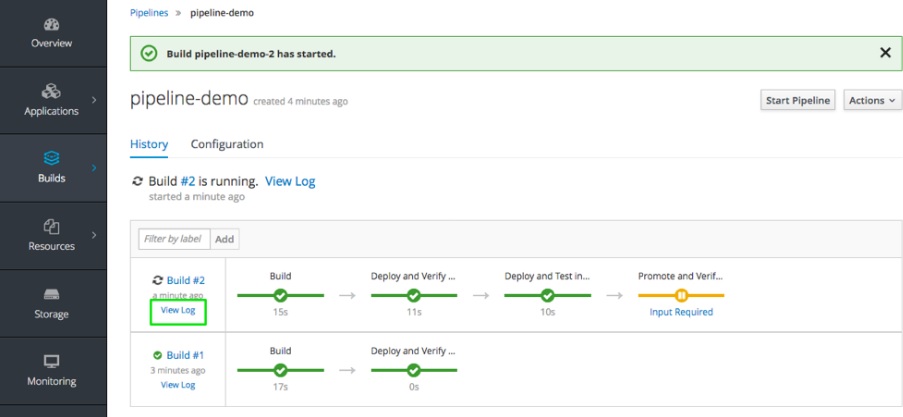 Pipelines » pipeline-demo
Overview
Build pipeline-demo-2 has started.
pipeline-demo created 4 minutes ago
Start Pipeline
Actions
Applications
History Configuration
Builds
Build #2 is running. View Log
started a minute ago
Resources
Filter by label Add
Build #2
a minute ago
View Log
Build
15s
Deploy and Verify ...
11s
Deploy and Test in...
10s
Promote and Verif...
Input Required
Storage
Build #1
3 minutes ago
View Log
Build
17s
Deploy and Verify ...
0s
Monitoring